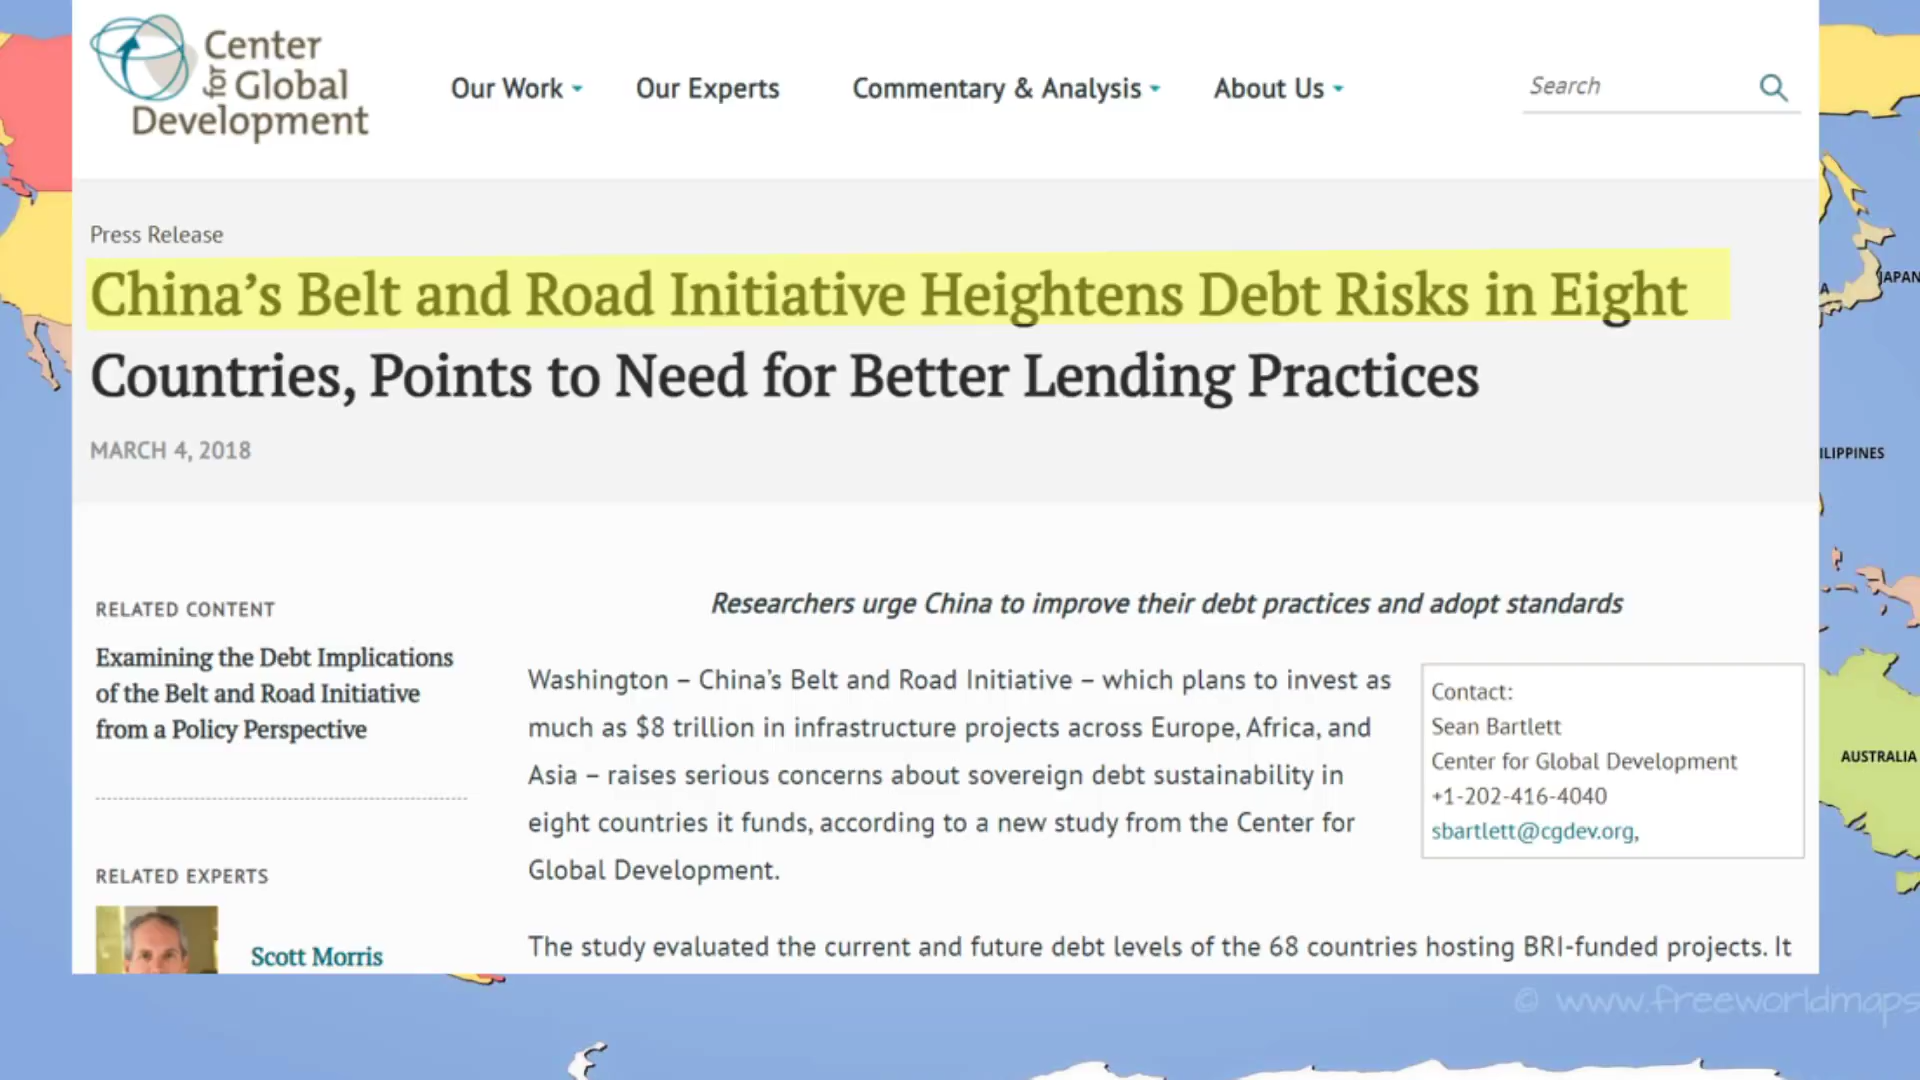 Center
for Global
Development
Our Work
Our Experts
Commentary & Analysis
About Us
Search
Press Release
China’s Belt and Road Initiative Heightens Debt Risks in Eight
Countries, Points to Need for Better Lending Practices
MARCH 4, 2018
RELATED CONTENT
Examining the Debt Implications
of the Belt and Road Initiative
from a Policy Perspective
RELATED EXPERTS
Scott Morris
Researchers urge China to improve their debt practices and adopt standards
Washington – China’s Belt and Road Initiative – which plans to invest as
much as $8 trillion in infrastructure projects across Europe, Africa, and
Asia – raises serious concerns about sovereign debt sustainability in
eight countries it funds, according to a new study from the Center for
Global Development.
The study evaluated the current and future debt levels of the 68 countries hosting BRI-funded projects. It
Contact:
Sean Bartlett
Center for Global Development
+1-202-416-4040
sbartlett@cgdev.org,
A
JAPAN
ILIPPINES
AUSTRALIA
© www.freeworldmaps